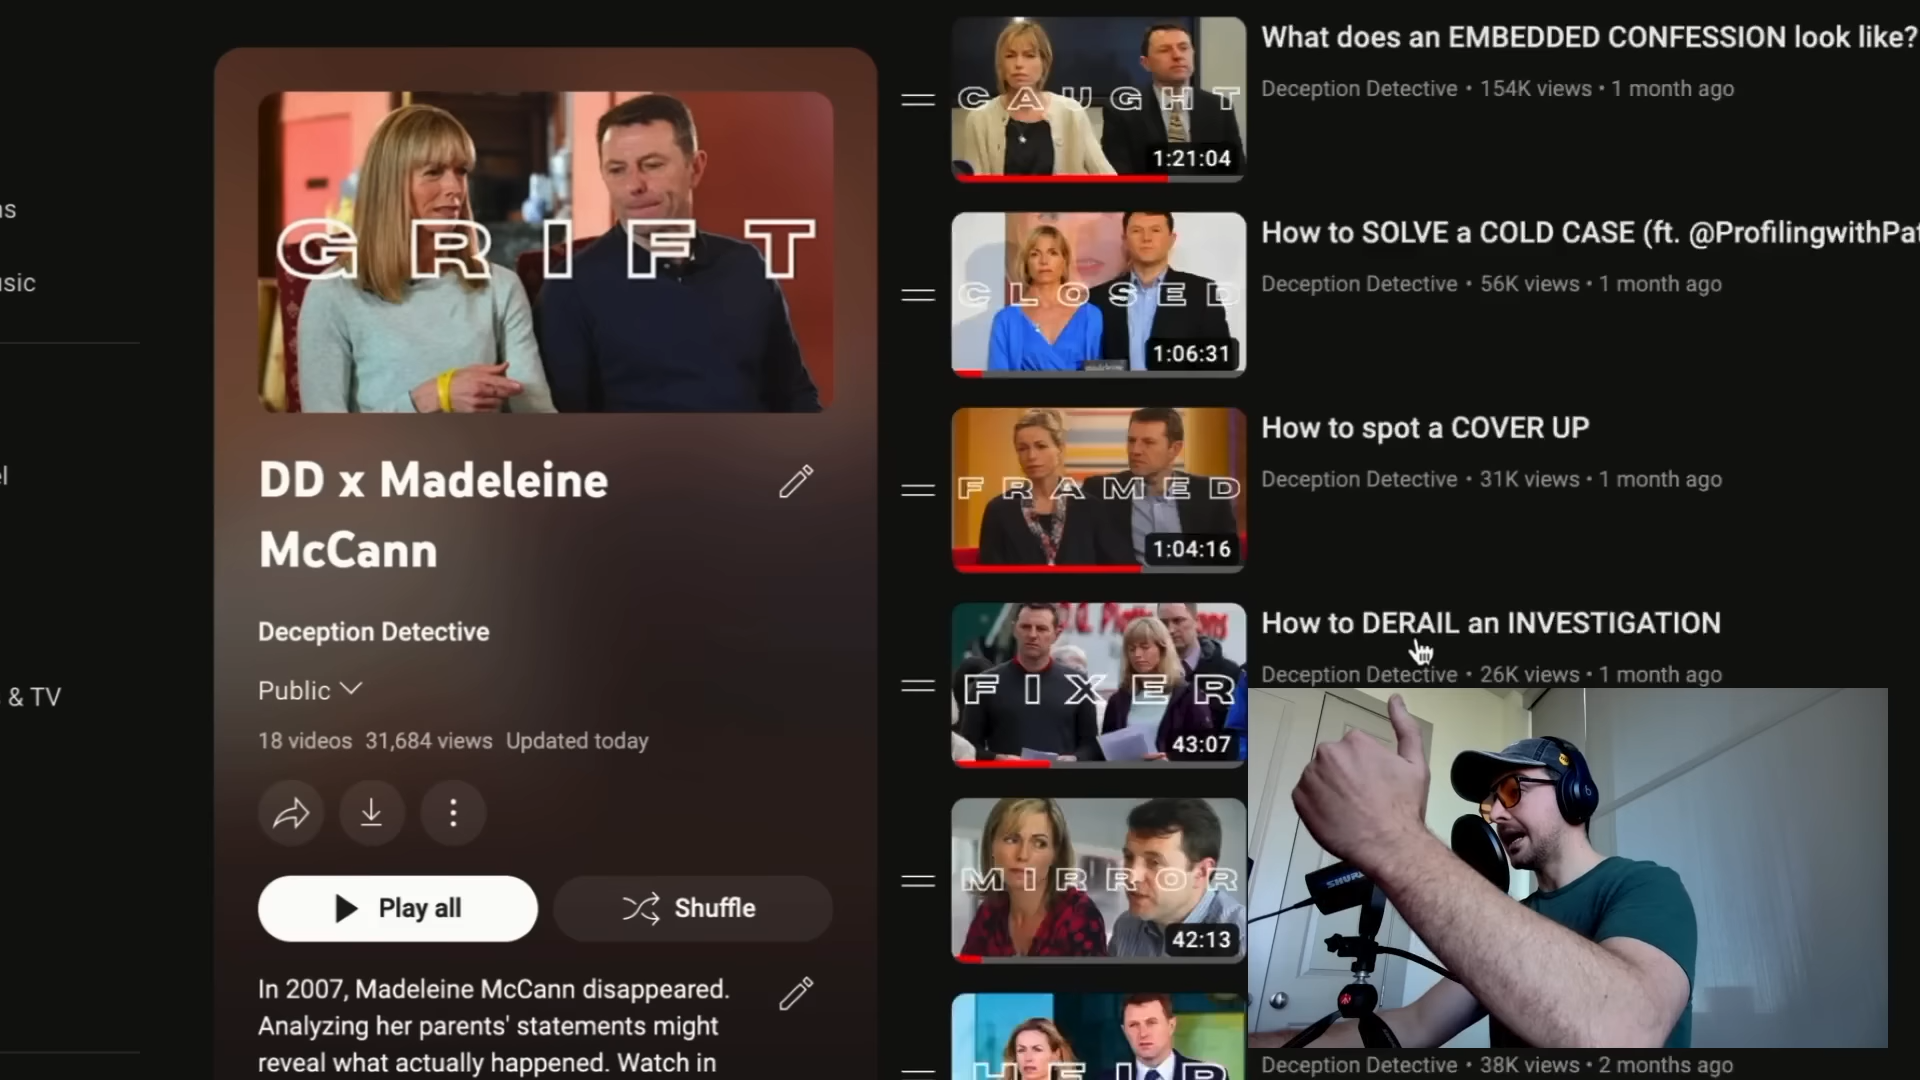 ns
usic
el
& TV
GRIFT
DD x Madeleine
McCann
Deception Detective
Public
18 videos 31,684 views Updated today
Play all
Shuffle
In 2007, Madeleine McCann disappeared.
Analyzing her parents' statements might
reveal what actually happened. Watch in
CAUGHT
1:21:04
What does an EMBEDDED CONFESSION look like?
Deception Detective • 154K views • 1 month ago
CLOSED
madeleine
1:06:31
How to SOLVE a COLD CASE (ft. @ProfilingwithPat
Deception Detective • 56K views • 1 month ago
FRAMED
1:04:16
How to spot a COVER UP
Deception Detective • 31K views • 1 month ago
FIXER
43:07
How to DERAIL an INVESTIGATION
Deception Detective • 26K views • 1 month ago
MIRROR
42:13
SHURE
HEIR
Deception Detective • 38K views • 2 months ago